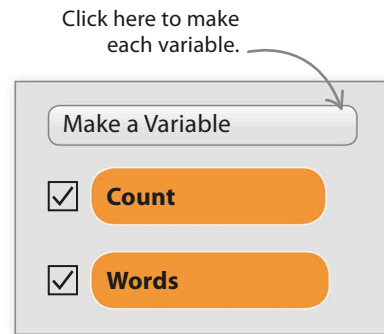 Click here to make
each variable.
Make a Variable
Count
Words